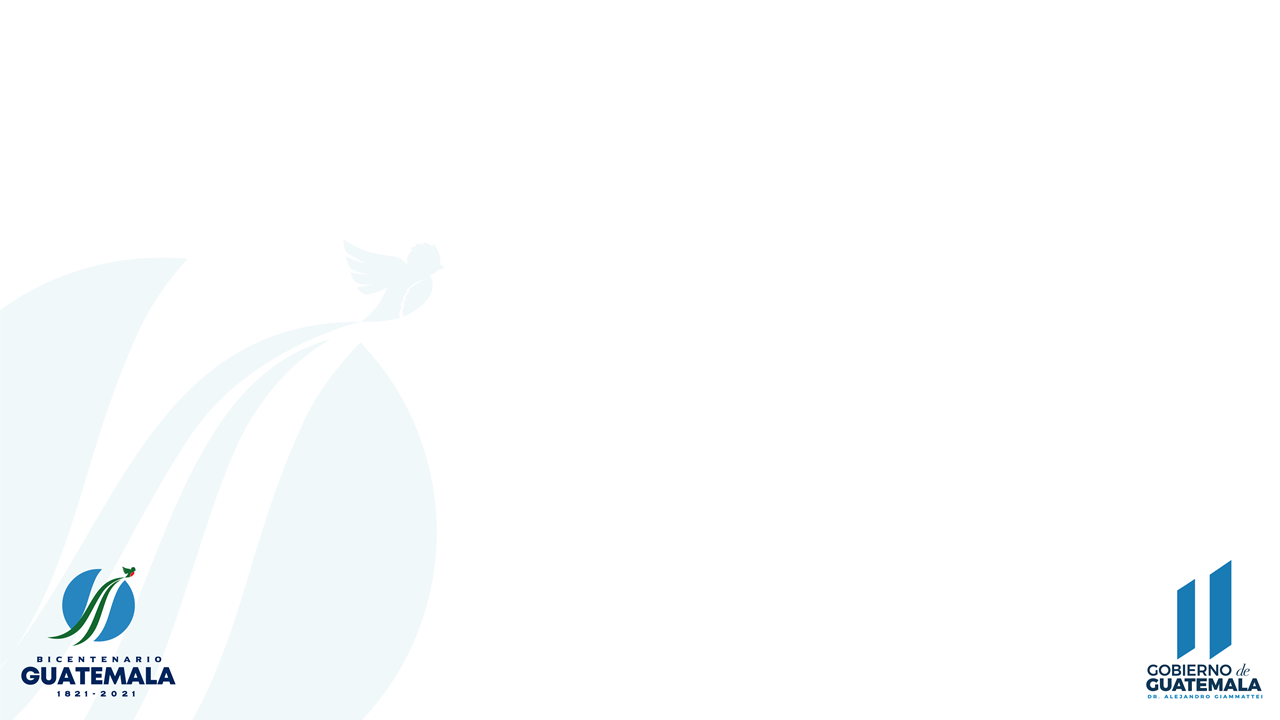 BICENTENARIO
GUATEMALA
1821-2021
GOBIERNO de
GUATEMALA
DR. ALEJANDRO GIAMMATTEI